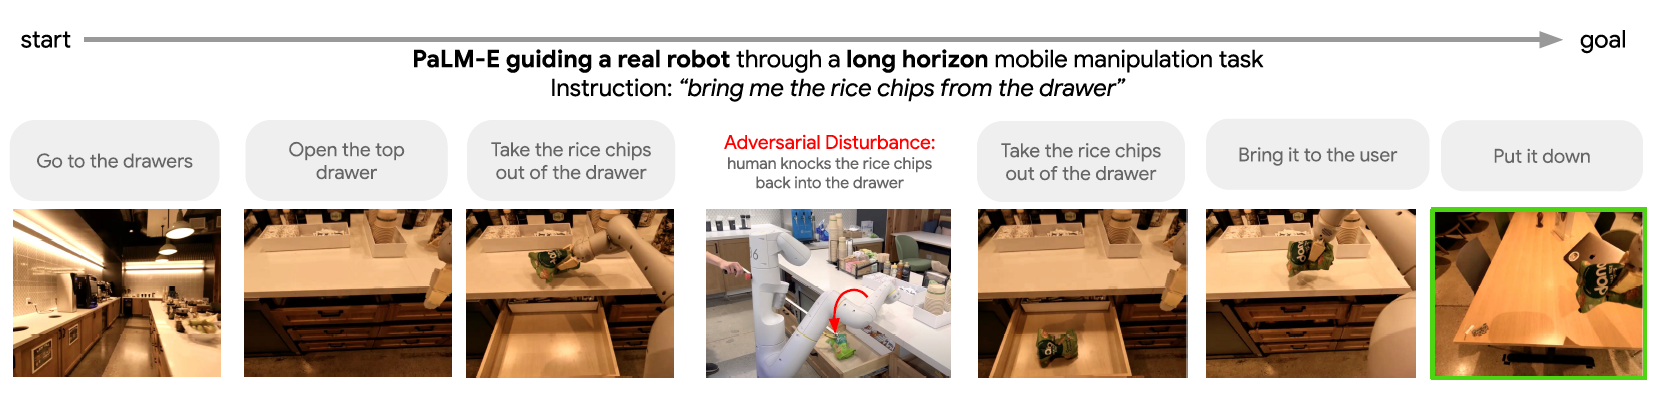 start
goal
PaLM-E guiding a real robot through a long horizon mobile manipulation task
Instruction: “bring me the rice chips from the drawer”
Go to the drawers
Open the top
drawer
Take the rice chips
out of the drawer
Adversarial Disturbance:
human knocks the rice chips
back into the drawer
Take the rice chips
out of the drawer
Bring it to the user
Put it down